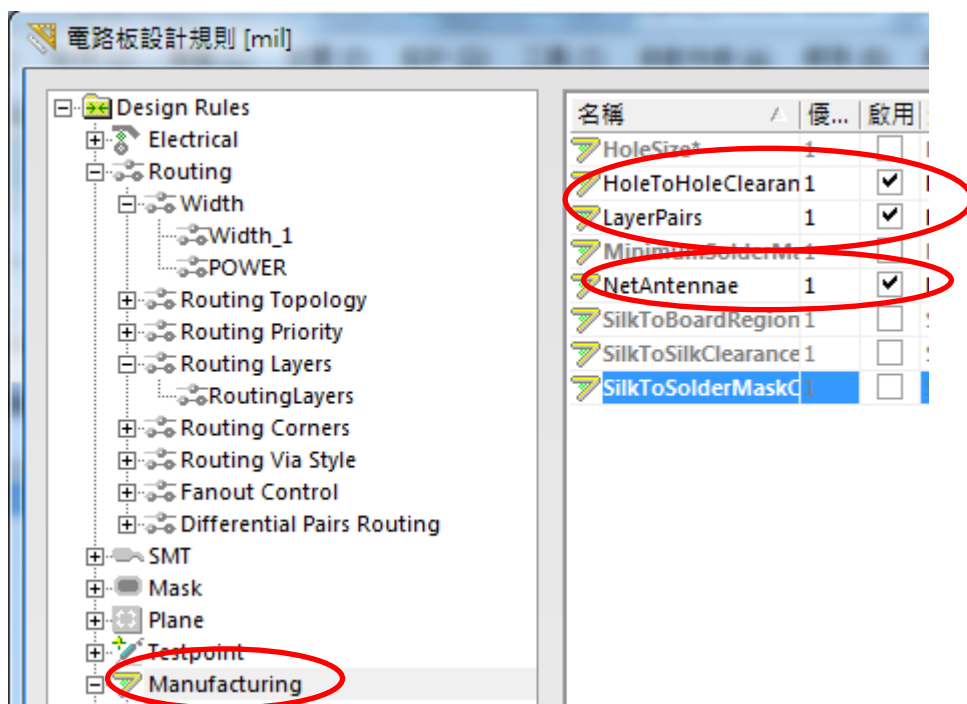 電路板設計規則 [mil]
Design Rules
Electrical
Routing
Width
Width_1
POWER
Routing Topology
Routing Priority
Routing Layers
RoutingLayers
Routing Corners
Routing Via Style
Fanout Control
Differential Pairs Routing
SMT
Mask
Plane
Testpoint
Manufacturing
名稱 優... 啟用
HoleSize* 1
HoleToHoleClearan 1
LayerPairs 1
MinimumSolderMa 1
NetAntennae 1
SilkToBoardRegion 1
SilkToSilkClearance 1
SilkToSolderMaskC 1